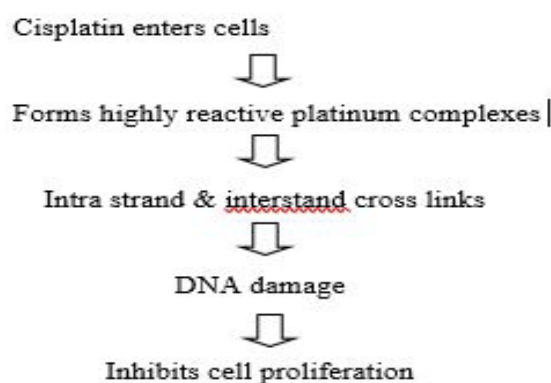 Cisplatin enters cells
Forms highly reactive platinum complexes
Intra strand & interstand cross links
DNA damage
Inhibits cell proliferation